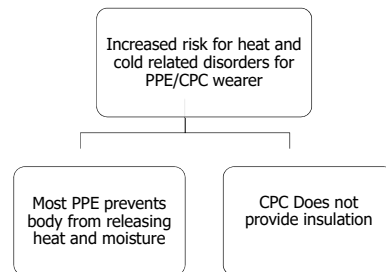 Increased risk for heat and
cold related disorders for
PPE/CPC wearer
Most PPE prevents
body from releasing
heat and moisture
CPC Does not
provide insulation